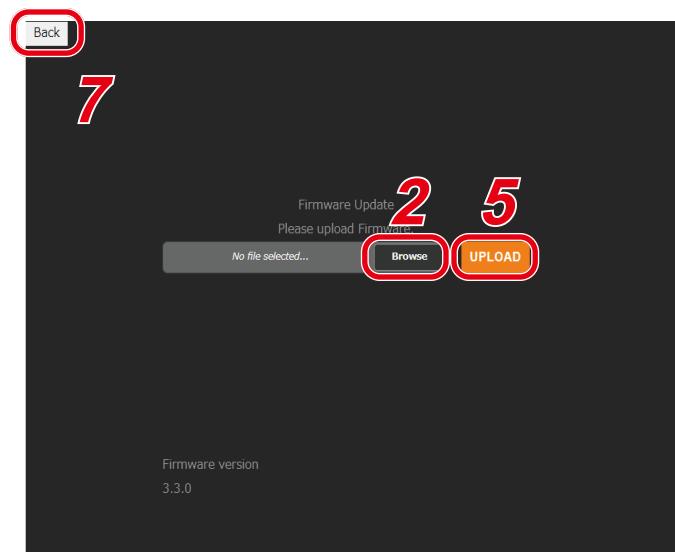 Back
7
2
5
Firmware Update
Please upload Firmware.
No file selected...
Browse
UPLOAD
Firmware version
3.3.0